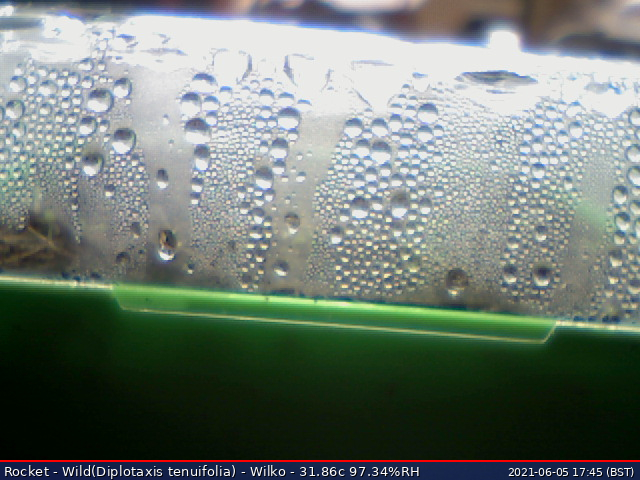 Rocket - Wild(Diplotaxis tenuifolia) - Wilko - 31.86c 97.34%RH
2021-06-05 17:45 (BST)